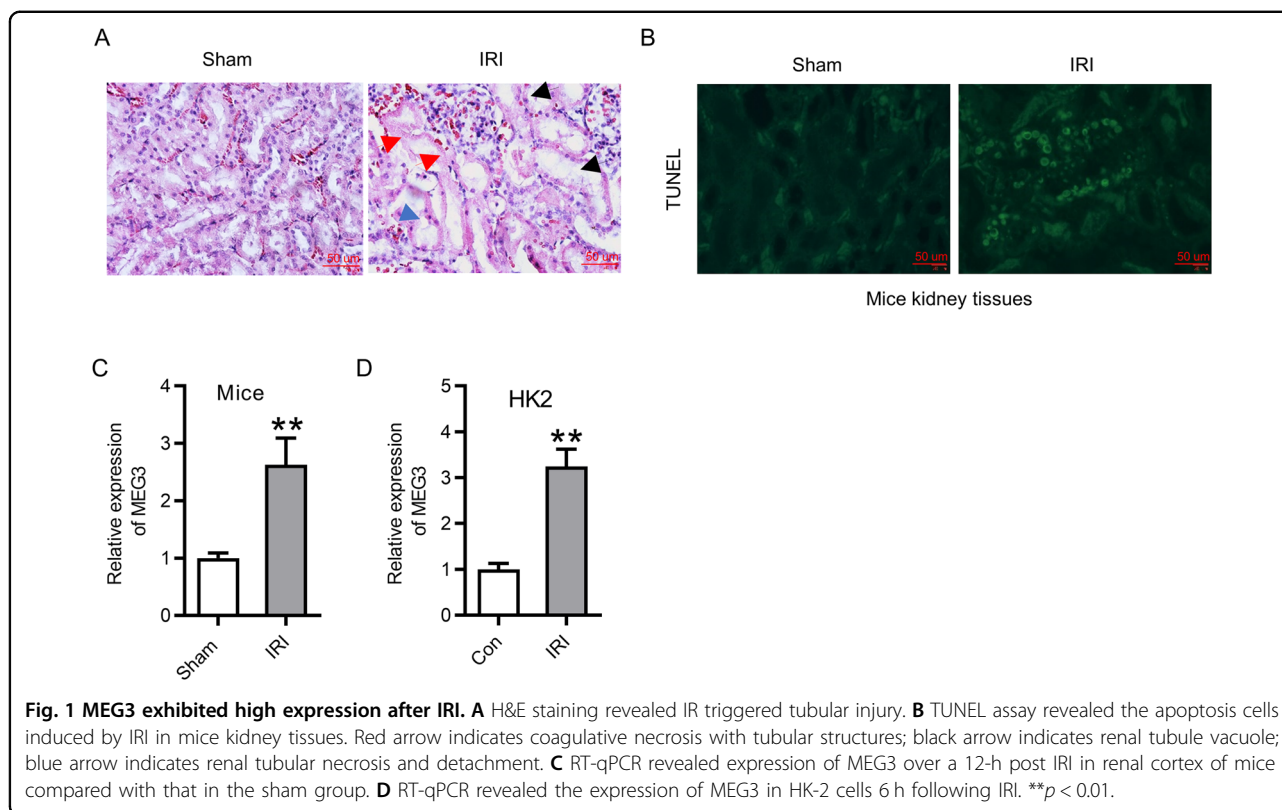 A
Sham
IRI
50 um
50 um
B
Sham
IRI
TUNEL
50 um
50 um
Mice kidney tissues
C
Mice
Relative expression
of MEG3
4
3
2
1
0
**
Sham
IRI
D
HK2
Relative expression
of MEG3
5
4
3
2
1
0
**
Con
IRI
Fig. 1 MEG3 exhibited high expression after IRI. A H&E staining revealed IR triggered tubular injury. B TUNEL assay revealed the apoptosis cells
induced by IRI in mice kidney tissues. Red arrow indicates coagulative necrosis with tubular structures; black arrow indicates renal tubule vacuole;
blue arrow indicates renal tubular necrosis and detachment. C RT-qPCR revealed expression of MEG3 over a 12-h post IRI in renal cortex of mice
compared with that in the sham group. D RT-qPCR revealed the expression of MEG3 in HK-2 cells 6 h following IRI. **p < 0.01.